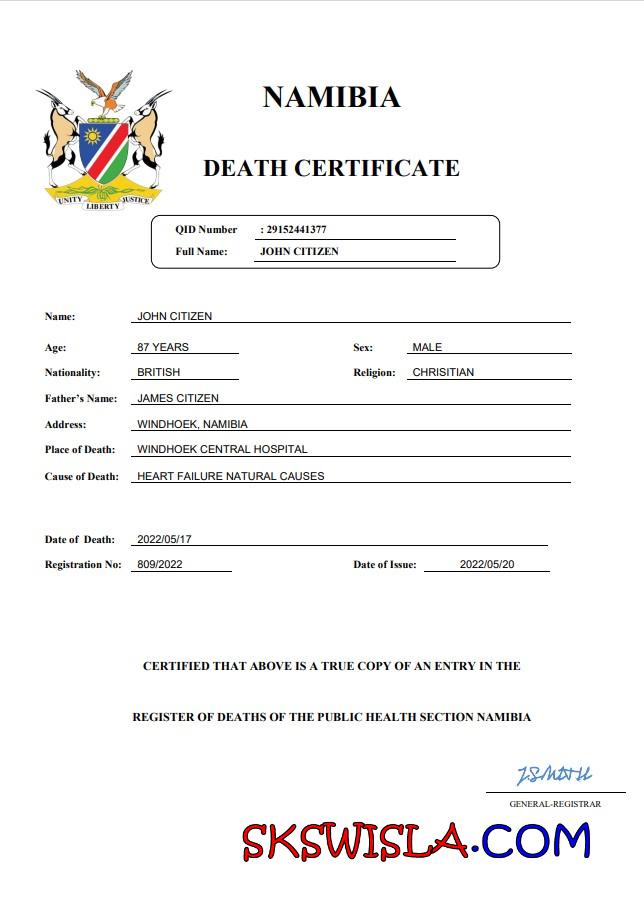 NAMIBIA
DEATH CERTIFICATE
UNITY LIBERTY JUSTICE
QID Number : 29152441377
Full Name: JOHN CITIZEN
Name: JOHN CITIZEN
Age: 87 YEARS Sex: MALE
Nationality: BRITISH Religion: CHRISITIAN
Father's Name: JAMES CITIZEN
Address: WINDHOEK, NAMIBIA
Place of Death: WINDHOEK CENTRAL HOSPITAL
Cause of Death: HEART FAILURE NATURAL CAUSES
Date of Death: 2022/05/17
Registration No: 809/2022 Date of Issue: 2022/05/20
CERTIFIED THAT ABOVE IS A TRUE COPY OF AN ENTRY IN THE
REGISTER OF DEATHS OF THE PUBLIC HEALTH SECTION NAMIBIA
GENERAL-REGISTRAR
SKSWISLA.COM